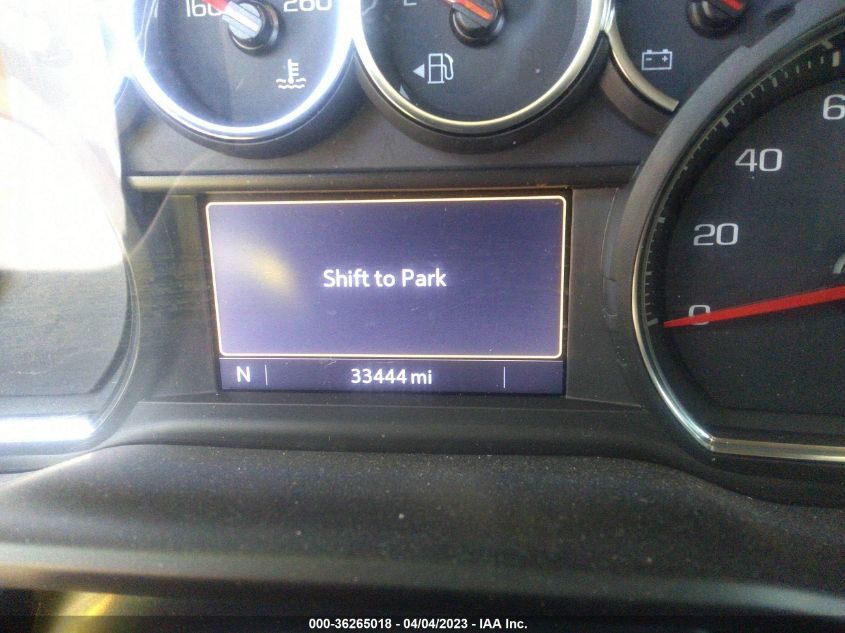 160 260
40
20
0
Shift to Park
N 33444 mi
000-36265018 - 04/04/2023 - IAA Inc.